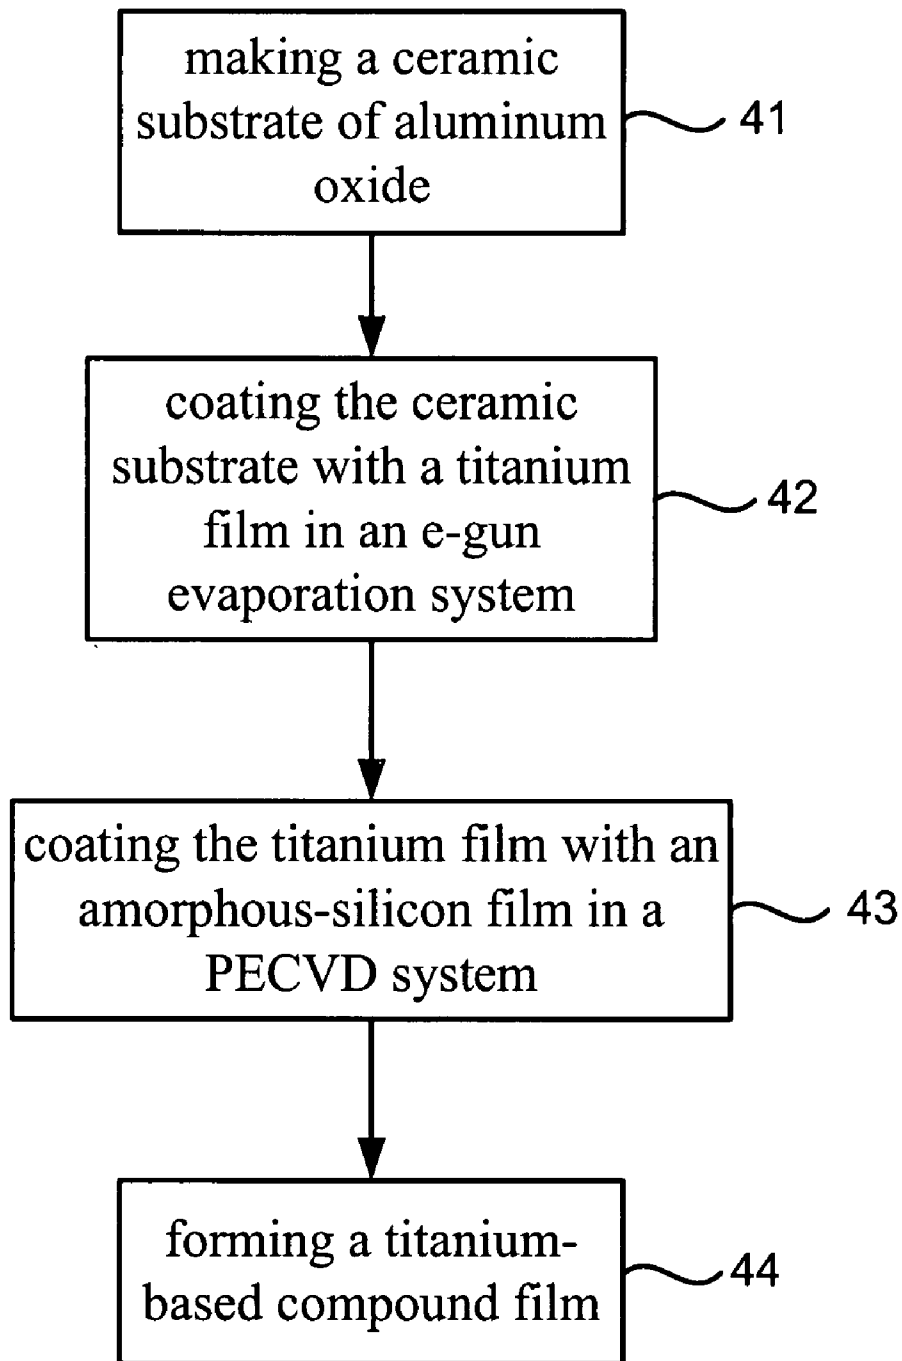 making a ceramic
substrate of aluminum
oxide
41
coating the ceramic
substrate with a titanium
film in an e-gun
evaporation system
42
coating the titanium film with an
amorphous-silicon film in a
PECVD system
43
forming a titanium-
based compound film
44